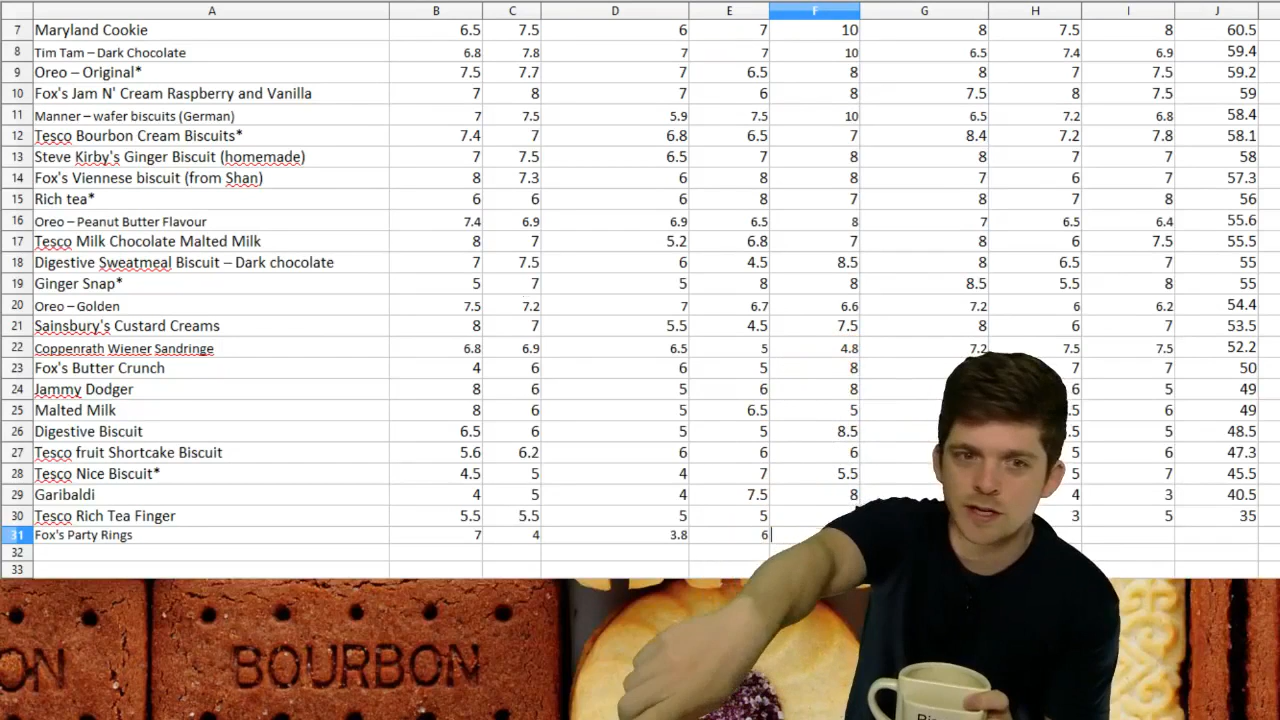 A B C D E F G H I J
7 Maryland Cookie 6.5 7.5 6 7 10 8 7.5 8 60.5
8 Tim Tam – Dark Chocolate 6.8 7.8 7 7 10 6.5 7.4 6.9 59.4
9 Oreo – Original* 7.5 7.7 7 6.5 8 8 7 7.5 59.2
10 Fox's Jam N' Cream Raspberry and Vanilla 7 8 7 6 8 7.5 8 7.5 59
11 Manner – wafer biscuits (German) 7 7.5 5.9 7.5 10 6.5 7.2 6.8 58.4
12 Tesco Bourbon Cream Biscuits* 7.4 7 6.8 6.5 7 8.4 7.2 7.8 58.1
13 Steve Kirby's Ginger Biscuit (homemade) 7 7.5 6.5 7 8 8 7 7 58
14 Fox's Viennese biscuit (from Shan) 8 7.3 6 8 8 7 6 7 57.3
15 Rich tea* 6 6 6 8 7 8 7 8 56
16 Oreo – Peanut Butter Flavour 7.4 6.9 6.9 6.5 8 7 6.5 6.4 55.6
17 Tesco Milk Chocolate Malted Milk 8 7 5.2 6.8 7 8 6 7.5 55.5
18 Digestive Sweatmeal Biscuit – Dark chocolate 7 7.5 6 4.5 8.5 8 6.5 7 55
19 Ginger Snap* 5 7 5 8 8 8.5 5.5 8 55
20 Oreo – Golden 7.5 7.2 7 6.7 6.6 7.2 6 6.2 54.4
21 Sainsbury's Custard Creams 8 7 5.5 4.5 7.5 8 6 7 53.5
22 Coppenrath Wiener Sandringe 6.8 6.9 6.5 5 4.8 7.2 7.5 7.5 52.2
23 Fox's Butter Crunch 4 6 6 5 8 7 7 50
24 Jammy Dodger 8 6 5 6 8 6 5 49
25 Malted Milk 8 6 5 6.5 5 .5 6 49
26 Digestive Biscuit 6.5 6 5 5 8.5 .5 5 48.5
27 Tesco fruit Shortcake Biscuit 5.6 6.2 6 6 6 5 6 47.3
28 Tesco Nice Biscuit* 4.5 5 4 7 5.5 5 7 45.5
29 Garibaldi 4 5 4 7.5 8 4 3 40.5
30 Tesco Rich Tea Finger 5.5 5.5 5 5 3 5 35
31 Fox's Party Rings 7 4 3.8 6
32
33
BOURBON